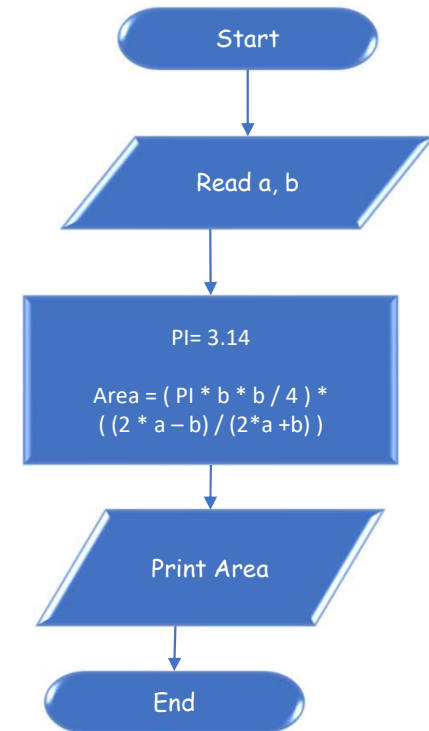 Start
Read a, b
PI= 3.14
Area = ( PI * b * b / 4 ) *
( (2 * a – b) / (2*a +b) )
Print Area
End